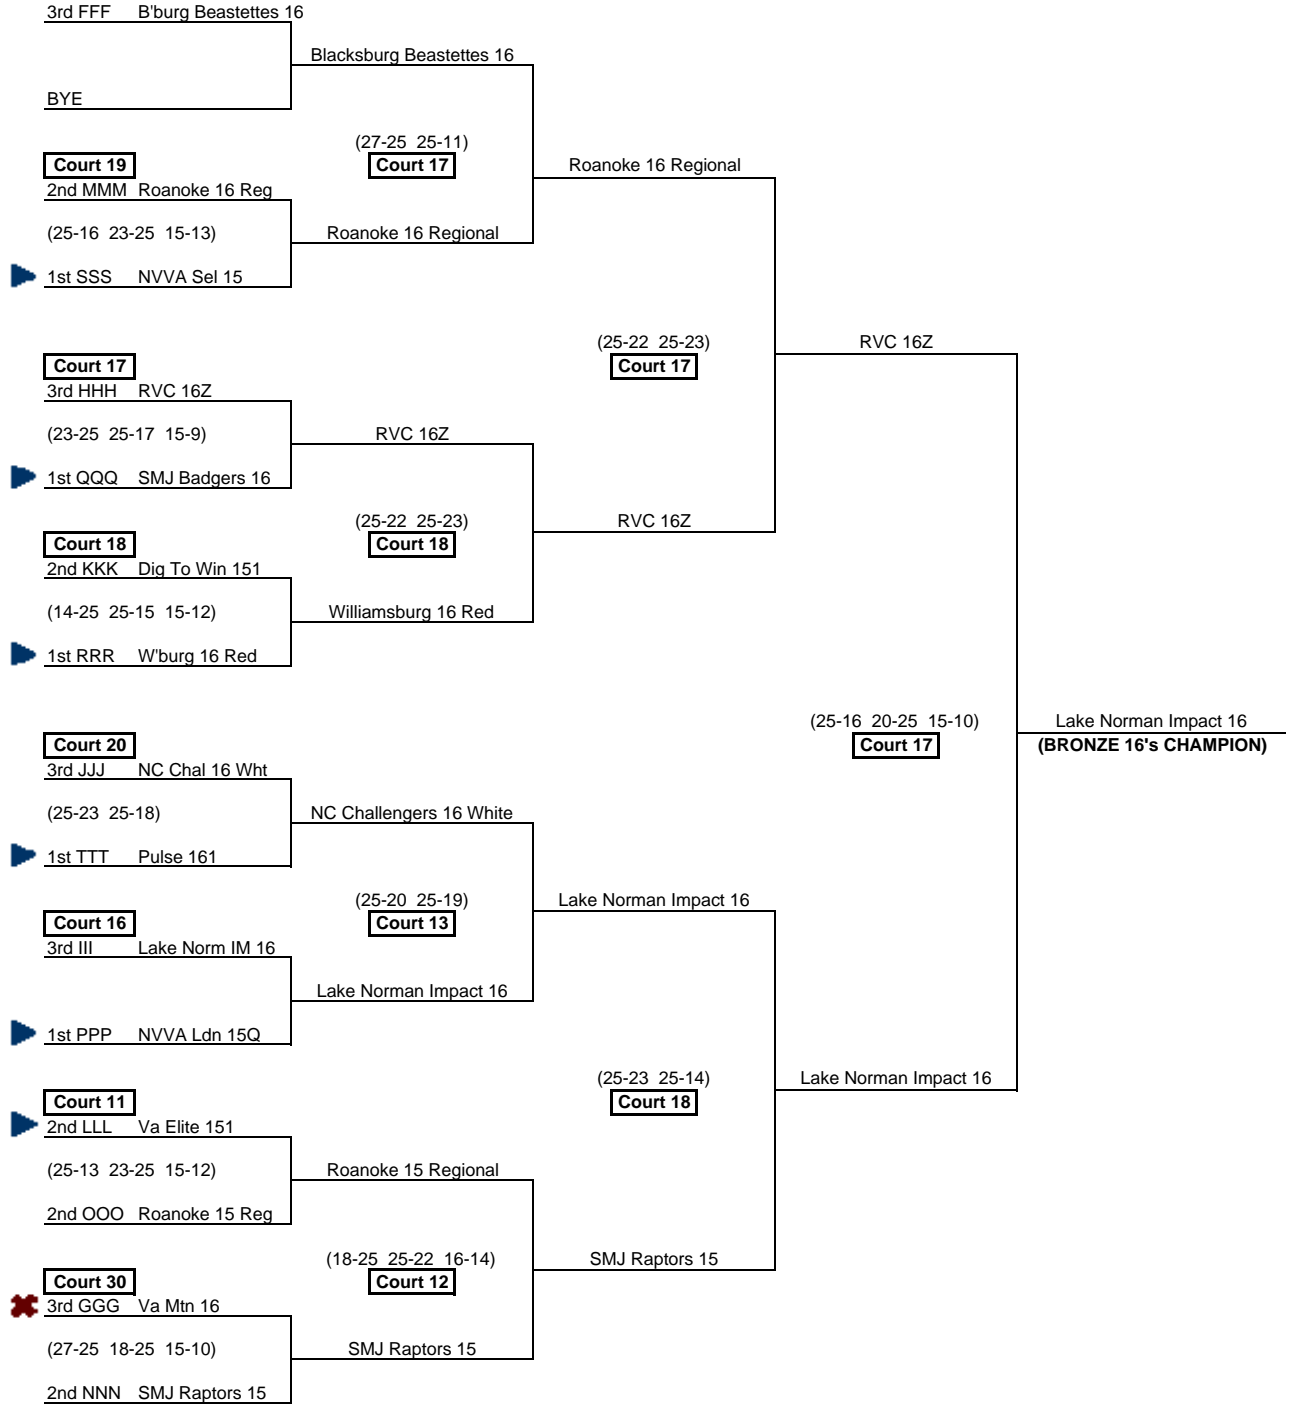 3rd FFF B'burg Beastettes 16
Blacksburg Beastettes 16
BYE
(27-25 25-11)
Court 19
Court 17
Roanoke 16 Regional
2nd MMM Roanoke 16 Reg
(25-16 23-25 15-13)
Roanoke 16 Regional
1st SSS NVVA Sel 15
(25-22 25-23)
RVC 16Z
Court 17
Court 17
3rd HHH RVC 16Z
(23-25 25-17 15-9)
RVC 16Z
1st QQQ SMJ Badgers 16
(25-22 25-23)
RVC 16Z
Court 18
Court 18
2nd KKK Dig To Win 151
(14-25 25-15 15-12)
Williamsburg 16 Red
1st RRR W'burg 16 Red
(25-16 20-25 15-10)
Lake Norman Impact 16
Court 20
Court 17
(BRONZE 16's CHAMPION)
3rd JJJ NC Chal 16 Wht
(25-23 25-18)
NC Challengers 16 White
1st TTT Pulse 161
(25-20 25-19)
Lake Norman Impact 16
Court 16
Court 13
3rd III Lake Norm IM 16
Lake Norman Impact 16
1st PPP NVVA Ldn 15Q
(25-23 25-14)
Lake Norman Impact 16
Court 11
Court 18
2nd LLL Va Elite 151
(25-13 23-25 15-12)
Roanoke 15 Regional
2nd OOO Roanoke 15 Reg
(18-25 25-22 16-14)
SMJ Raptors 15
Court 30
Court 12
3rd GGG Va Mtn 16
(27-25 18-25 15-10)
SMJ Raptors 15
2nd NNN SMJ Raptors 15